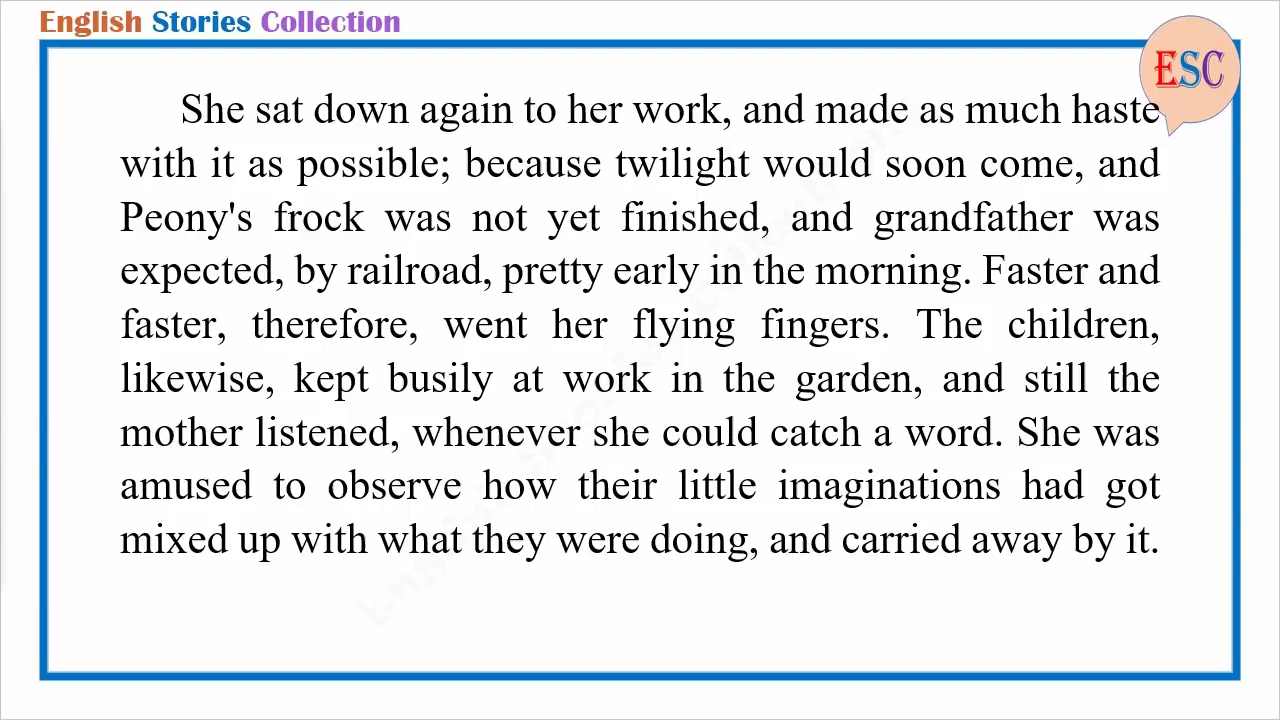 English Stories Collection
ESC
She sat down again to her work, and made as much haste
with it as possible; because twilight would soon come, and
Peony's frock was not yet finished, and grandfather was
expected, by railroad, pretty early in the morning. Faster and
faster, therefore, went her flying fingers. The children,
likewise, kept busily at work in the garden, and still the
mother listened, whenever she could catch a word. She was
amused to observe how their little imaginations had got
mixed up with what they were doing, and carried away by it.